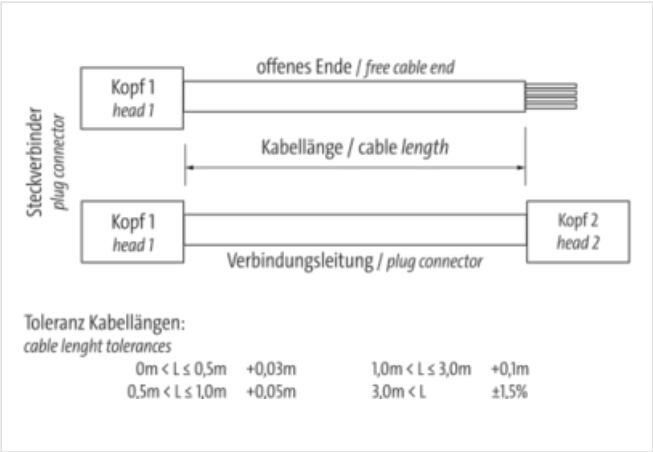 offenes Ende / free cable end
Kopf 1
head 1
Steckverbinder
plug connector
Kabellänge / cable length
Kopf 1
head 1
Kopf 2
head 2
Verbindungsleitung / plug connector
Toleranz Kabellängen:
cable lenght tolerances
0m < L ≤ 0,5m +0,03m 1,0m < L ≤ 3,0m +0,1m
0.5m < L ≤ 1,0m +0,05m 3,0m < L ±1.5%